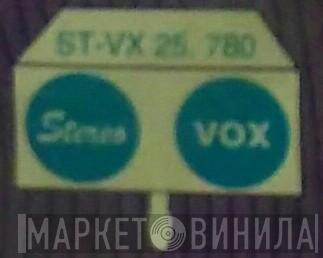 ST-VX 25. 780
Stereo VOX
МАРКЕТ ВИНИЛА